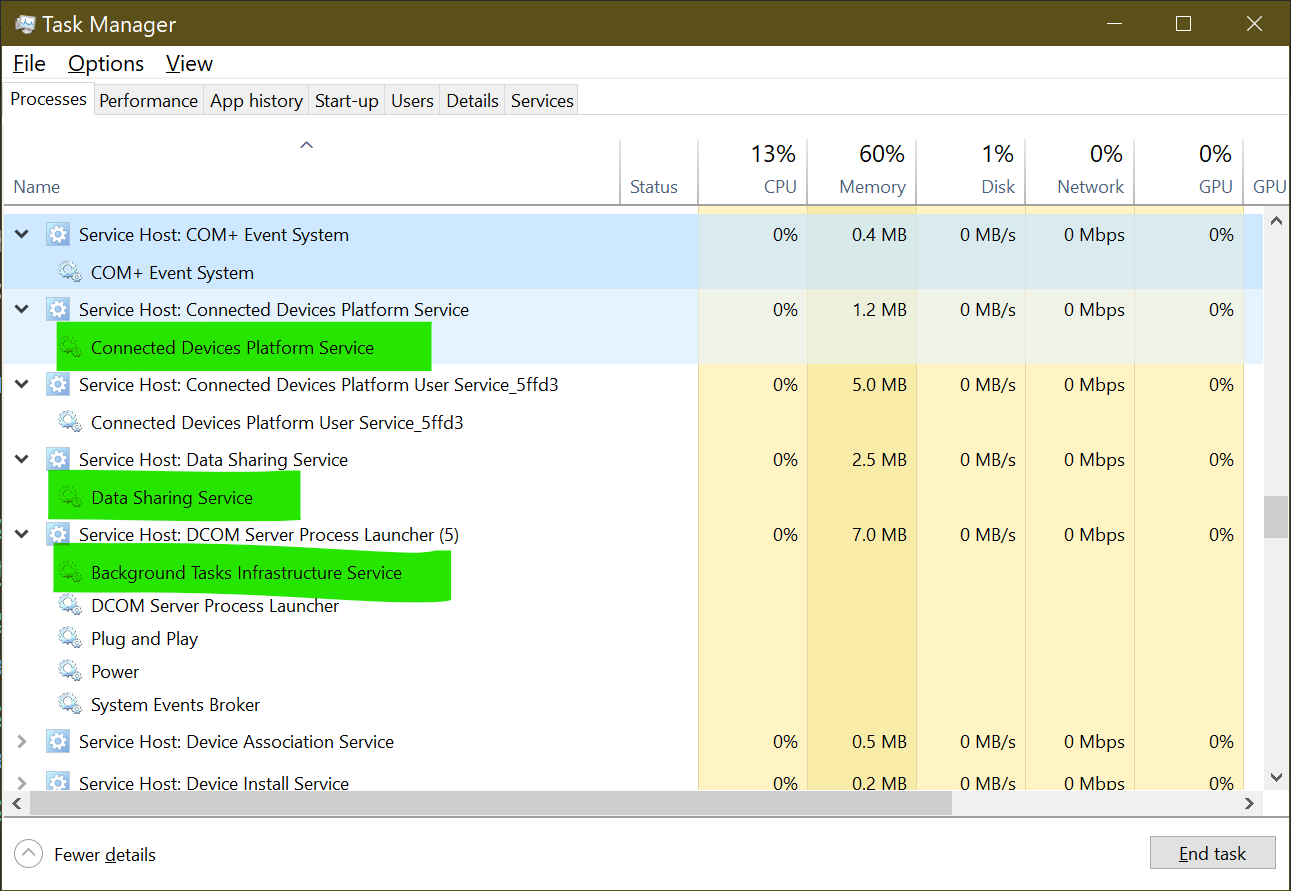 Task Manager
File Options View
Processes Performance App history Start-up Users Details Services
13% 60% 1% 0% 0%
Name Status CPU Memory Disk Network GPU GPU
Service Host: COM+ Event System 0% 0.4 MB 0 MB/s 0 Mbps 0%
COM+ Event System
Service Host: Connected Devices Platform Service 0% 1.2 MB 0 MB/s 0 Mbps 0%
Connected Devices Platform Service
Service Host: Connected Devices Platform User Service_5ffd3 0% 5.0 MB 0 MB/s 0 Mbps 0%
Connected Devices Platform User Service_5ffd3
Service Host: Data Sharing Service 0% 2.5 MB 0 MB/s 0 Mbps 0%
Data Sharing Service
Service Host: DCOM Server Process Launcher (5) 0% 7.0 MB 0 MB/s 0 Mbps 0%
Background Tasks Infrastructure Service
DCOM Server Process Launcher
Plug and Play
Power
System Events Broker
Service Host: Device Association Service 0% 0.5 MB 0 MB/s 0 Mbps 0%
Service Host: Device Install Service 0% 0.2 MB 0 MB/s 0 Mbps 0%
Fewer details End task